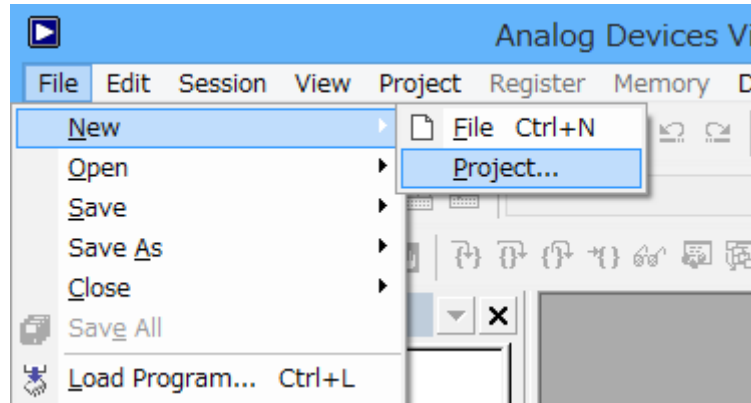 Analog Devices Vi
File Edit Session View Project Register Memory D
New
File Ctrl+N
Open
Project...
Save
Save As
Close
Save All
Load Program... Ctrl+L